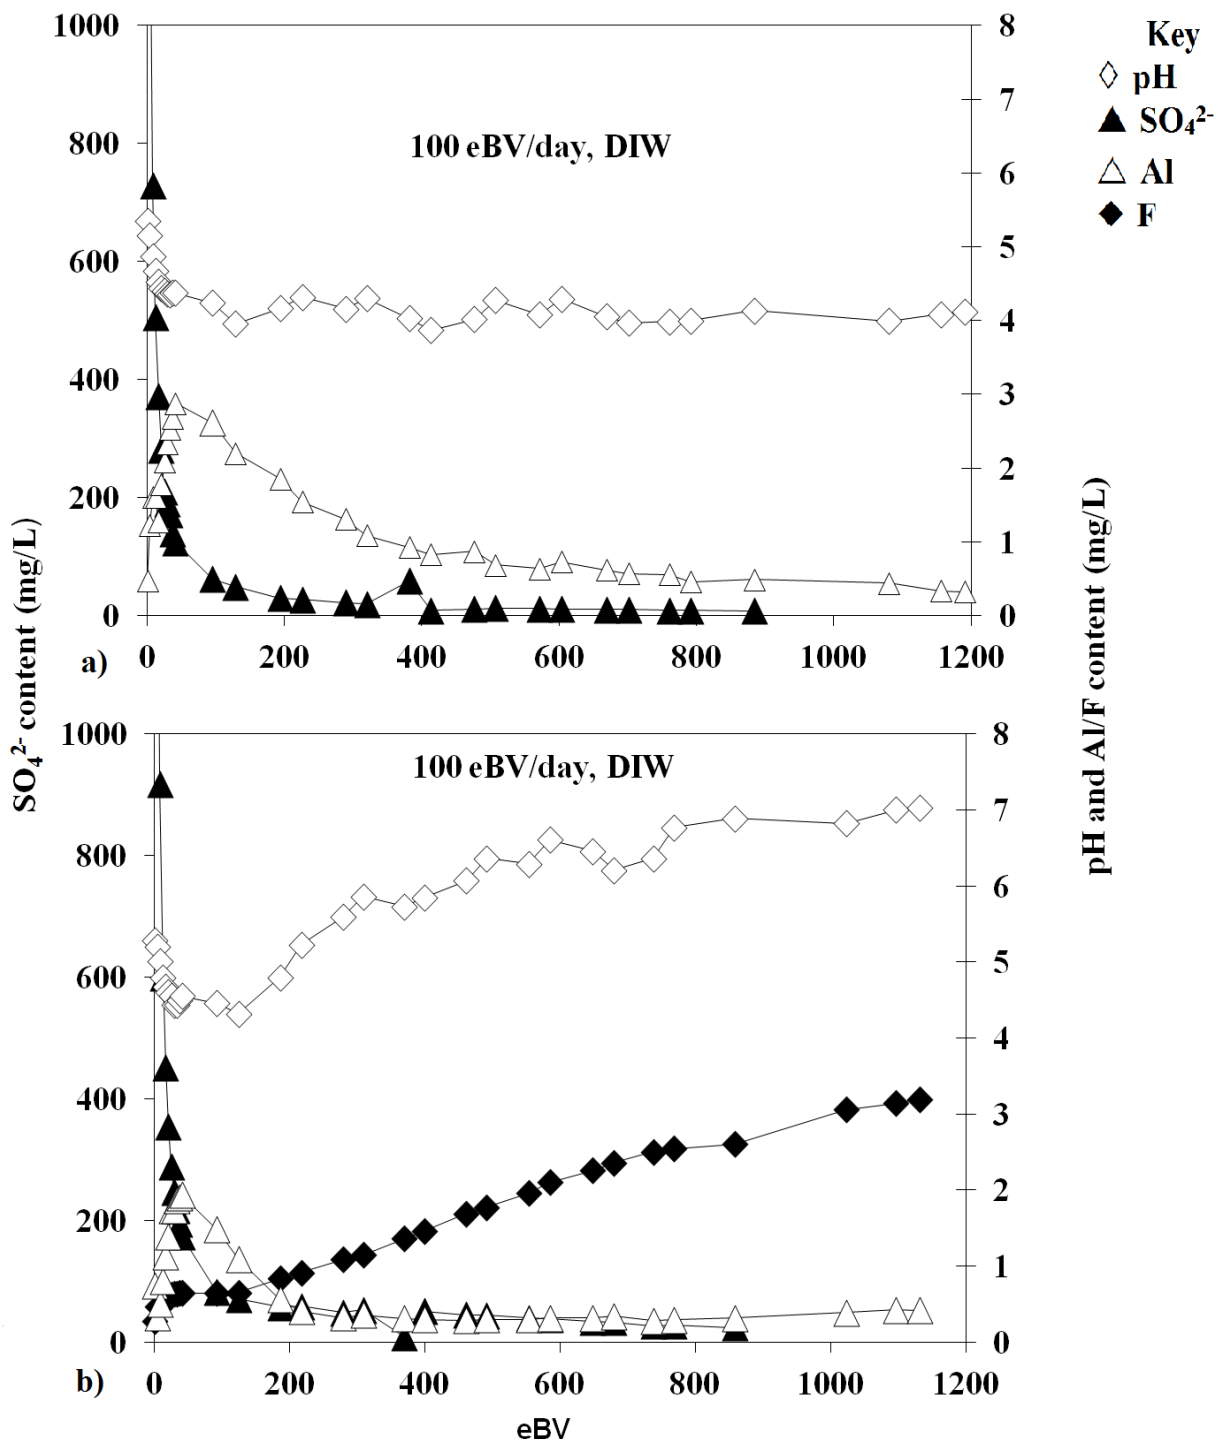 Key
pH
SO₄²⁻
Al
F
100 eBV/day, DIW
1000
800
600
400
200
0
8
7
6
5
4
3
2
1
0
a)
0 200 400 600 800 1000 1200
SO₄²⁻ content (mg/L)
pH and Al/F content (mg/L)
100 eBV/day, DIW
1000
800
600
400
200
0
8
7
6
5
4
3
2
1
0
b)
0 200 400 600 800 1000 1200
eBV